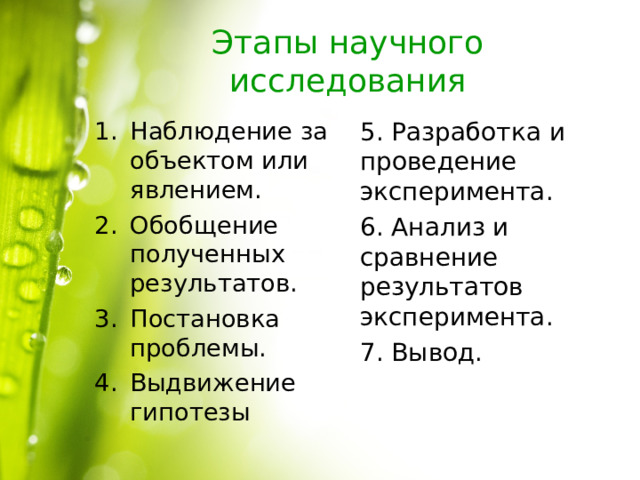 Этапы научного
исследования
1. Наблюдение за
объектом или
явлением.
2. Обобщение
полученных
результатов.
3. Постановка
проблемы.
4. Выдвижение
гипотезы
5. Разработка и
проведение
эксперимента.
6. Анализ и
сравнение
результатов
эксперимента.
7. Вывод.